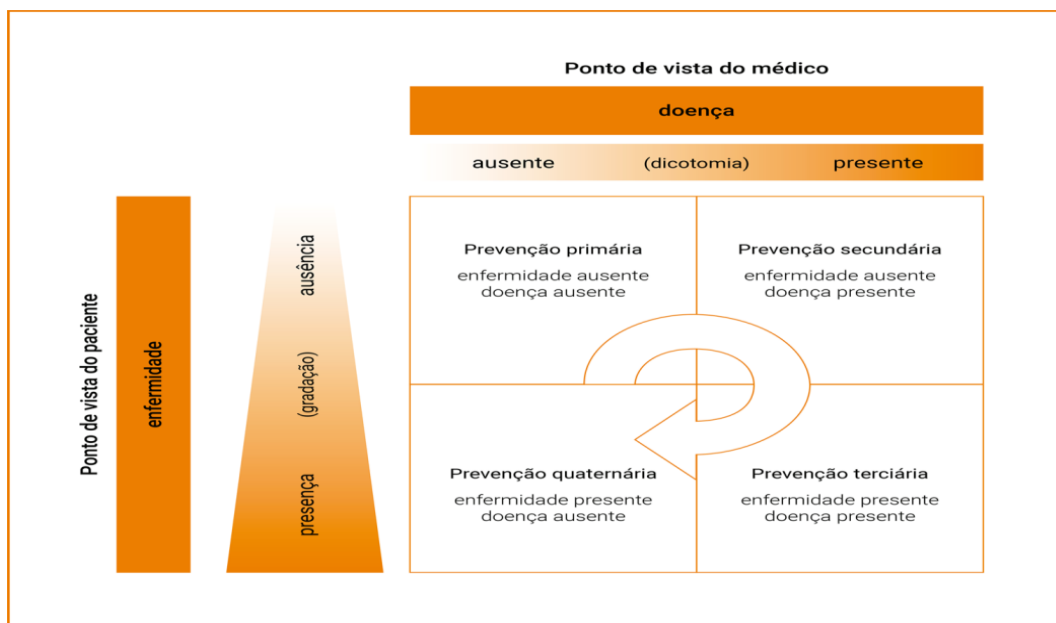 Ponto de vista do médico
doença
ausente (dicotomia) presente
Ponto de vista do paciente
enfermidade
ausência
(gradação)
presença
Prevenção primária
enfermidade ausente
doença ausente
Prevenção secundária
enfermidade ausente
doença presente
Prevenção quaternária
enfermidade presente
doença ausente
Prevenção terciária
enfermidade presente
doença presente